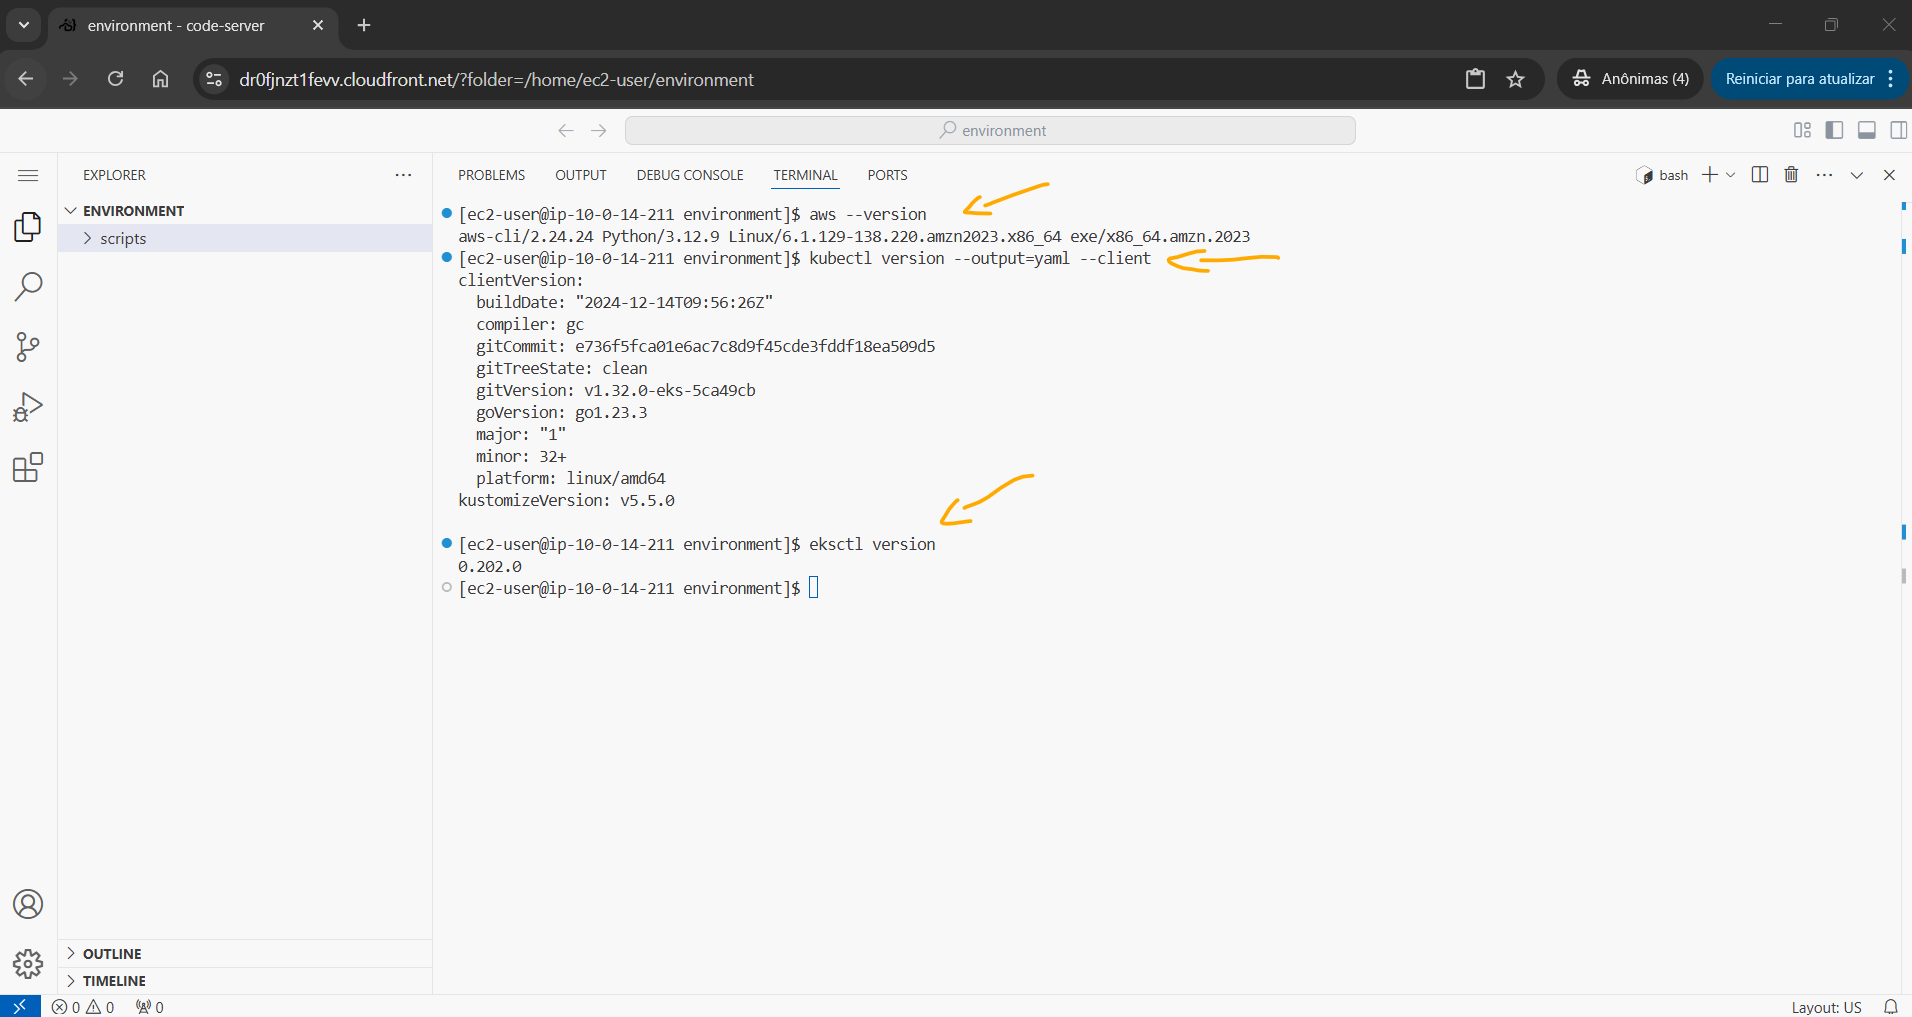 environment - code-server
dr0fjnzt1fevv.cloudfront.net/?folder=/home/ec2-user/environment
Anônimas (4)
Reiniciar para atualizar
environment
EXPLORER
PROBLEMS OUTPUT DEBUG CONSOLE TERMINAL PORTS
bash
ENVIRONMENT
scripts
[ec2-user@ip-10-0-14-211 environment]$ aws --version
aws-cli/2.24.24 Python/3.12.9 Linux/6.1.129-138.220.amzn2023.x86_64 exe/x86_64.amzn.2023
[ec2-user@ip-10-0-14-211 environment]$ kubectl version --output=yaml --client
clientVersion:
buildDate: "2024-12-14T09:56:26Z"
compiler: gc
gitCommit: e736f5fca01e6ac7c8d9f45cde3fddf18ea509d5
gitTreeState: clean
gitVersion: v1.32.0-eks-5ca49cb
goVersion: go1.23.3
major: "1"
minor: 32+
platform: linux/amd64
kustomizeVersion: v5.5.0
[ec2-user@ip-10-0-14-211 environment]$ eksctl version
0.202.0
[ec2-user@ip-10-0-14-211 environment]$
OUTLINE
TIMELINE
0 0 0
Layout: US